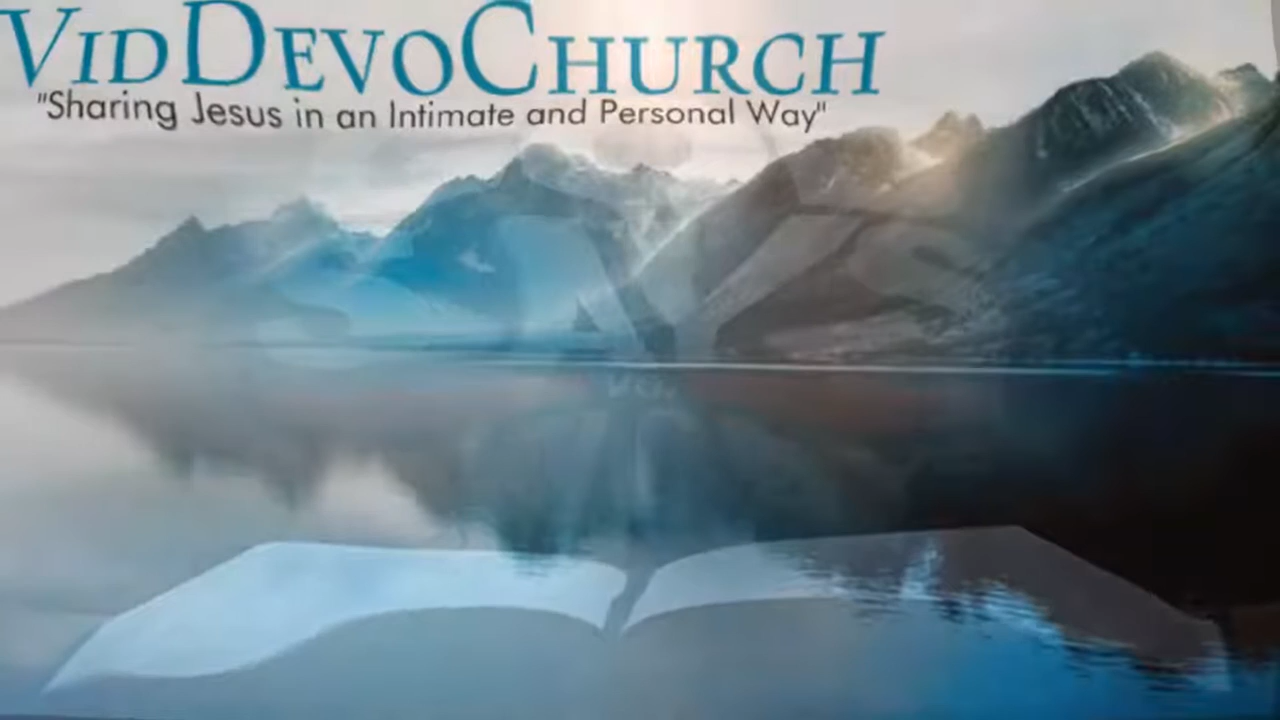 VIDDEVOCHURCH
"Sharing Jesus in an Intimate and Personal Way"